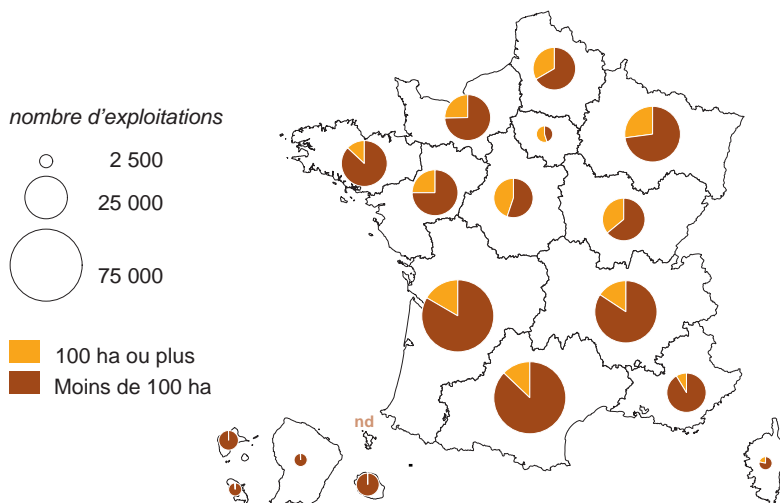 nombre d'exploitations
2 500
25 000
75 000
100 ha ou plus
Moins de 100 ha
nd